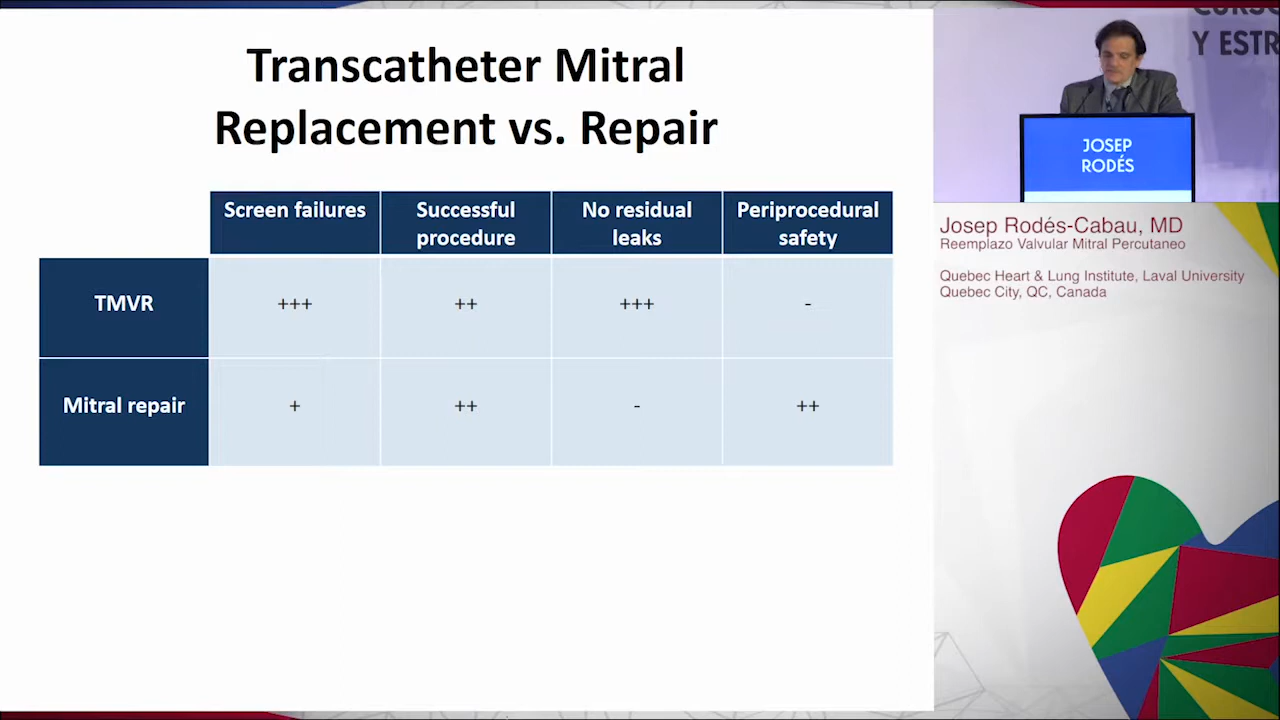 Transcatheter Mitral
Replacement vs. Repair
Screen failures
Successful
procedure
No residual
leaks
Periprocedural
safety
TMVR
+++
++
+++
-
Mitral repair
+
++
-
++
Y ESTR
JOSEP
RODÉS
Josep Rodés-Cabau, MD
Reemplazo Valvular Mitral Percutaneo
Quebec Heart & Lung Institute, Laval University
Quebec City, QC, Canada